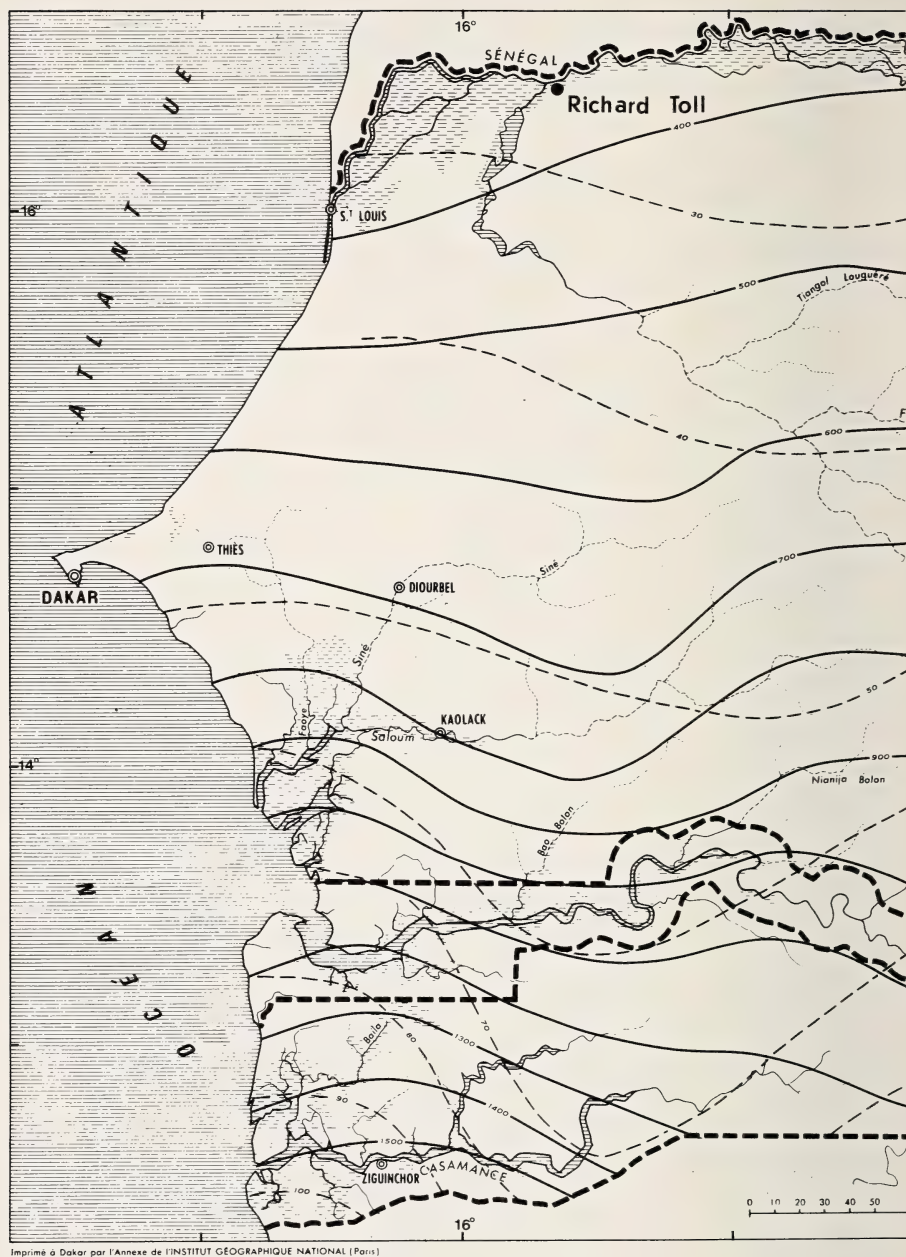 16°
SÉNÉGAL
Richard Toll
400
16°
S.T LOUIS
30
500
Tiangol Louguéré
F
600
40
OCÉAN ATLANTIQUE
THIÈS
DAKAR
DIOURBEL
Siné
700
Siné
Faoye
50
KAOLACK
Saloum
14°
900
Nianija Bolon
Bao Bolon
70
80
Baila
1300
90
1400
1500
ZIGUINCHOR
CASAMANCE
100
0 10 20 30 40 50
16°
Imprimé à Dakar par l'Annexe de l'INSTITUT GÉOGRAPHIQUE NATIONAL (Paris)